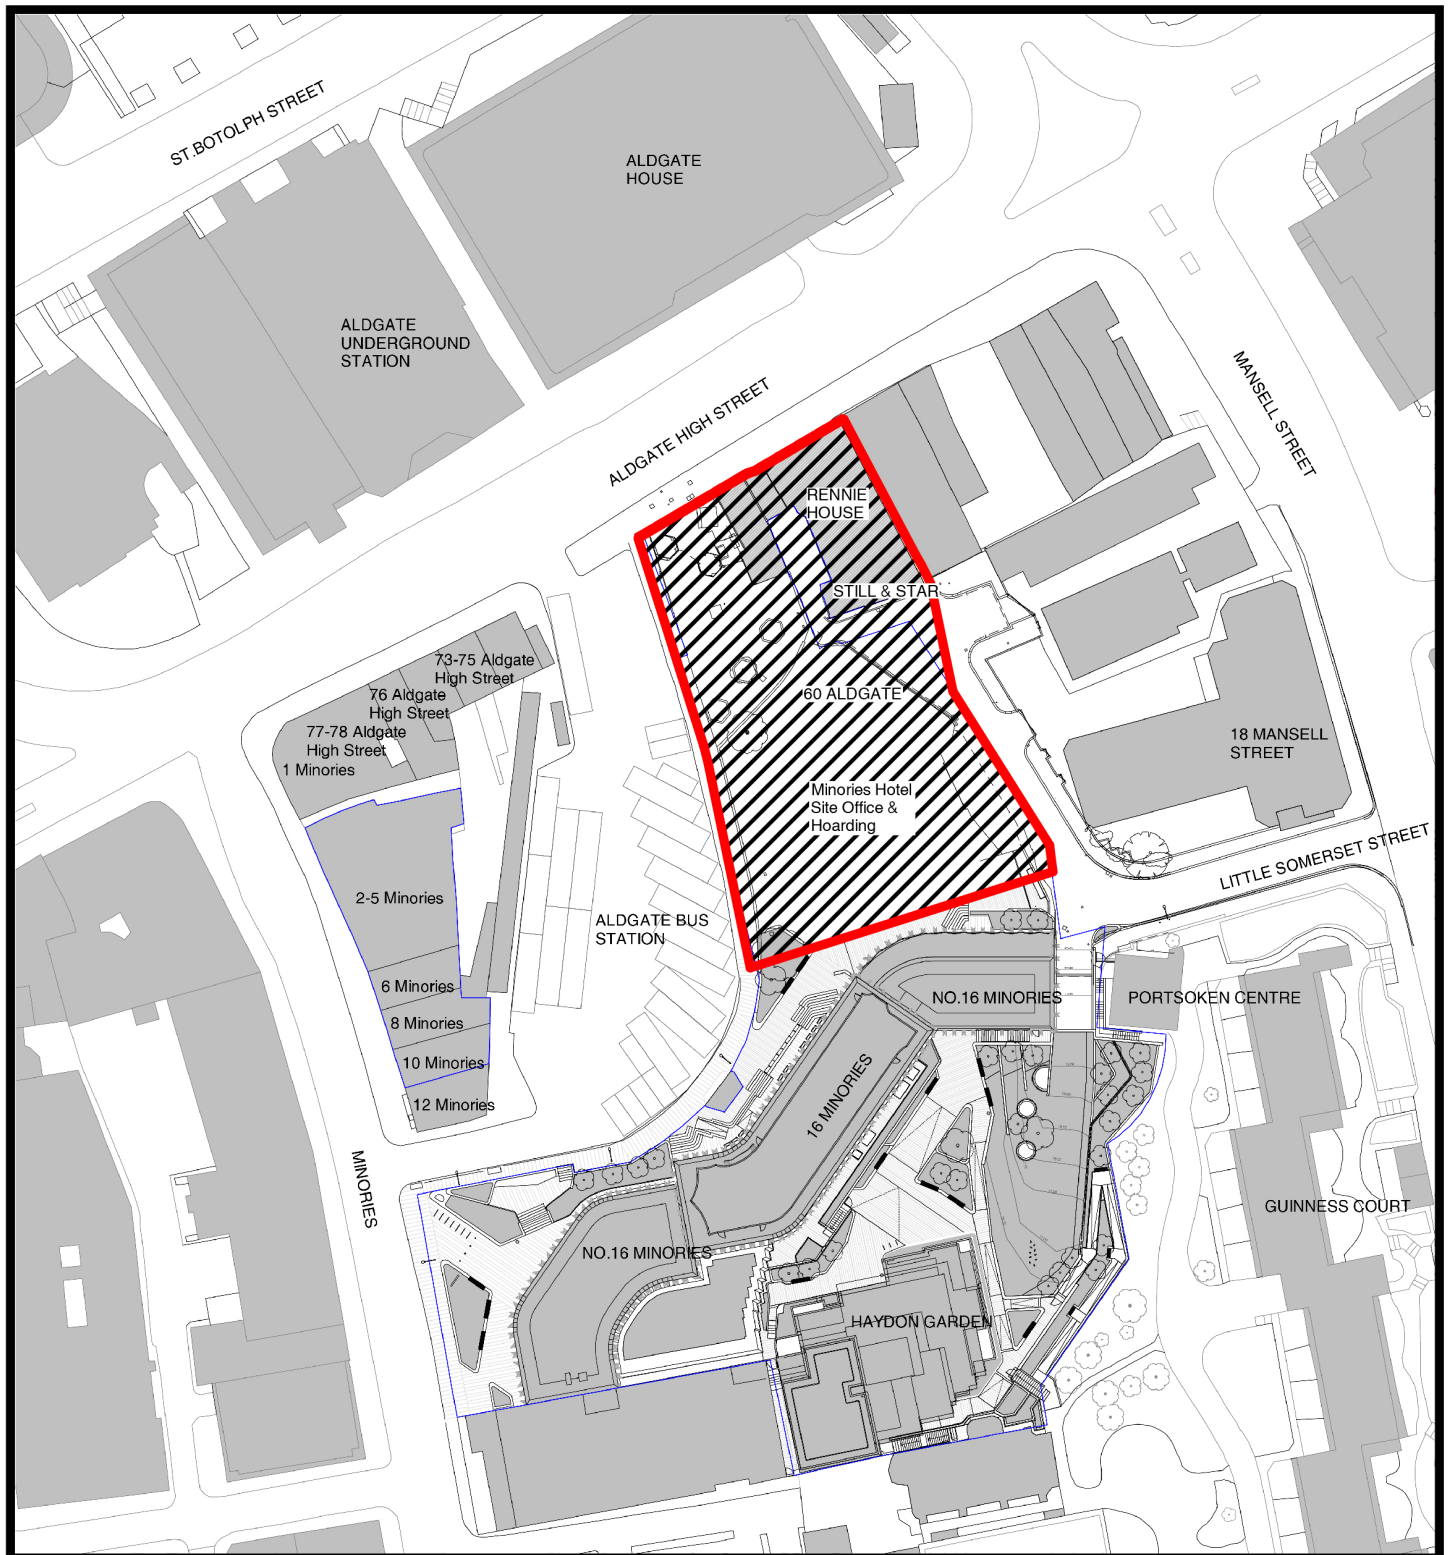 ST.BOTOLPH STREET
ALDGATE
HOUSE
ALDGATE
UNDERGROUND
STATION
ALDGATE HIGH STREET
MANSELL STREET
RENNIE
HOUSE
STILL & STAR
60 ALDGATE
Minories Hotel
Site Office &
Hoarding
73-75 Aldgate
High Street
76 Aldgate
High Street
77-78 Aldgate
High Street
1 Minories
18 MANSELL
STREET
LITTLE SOMERSET STREET
2-5 Minories
ALDGATE BUS
STATION
6 Minories
8 Minories
10 Minories
12 Minories
NO.16 MINORIES
PORTSOKEN CENTRE
16 MINORIES
MINORIES
GUINNESS COURT
NO.16 MINORIES
HAYDON GARDEN